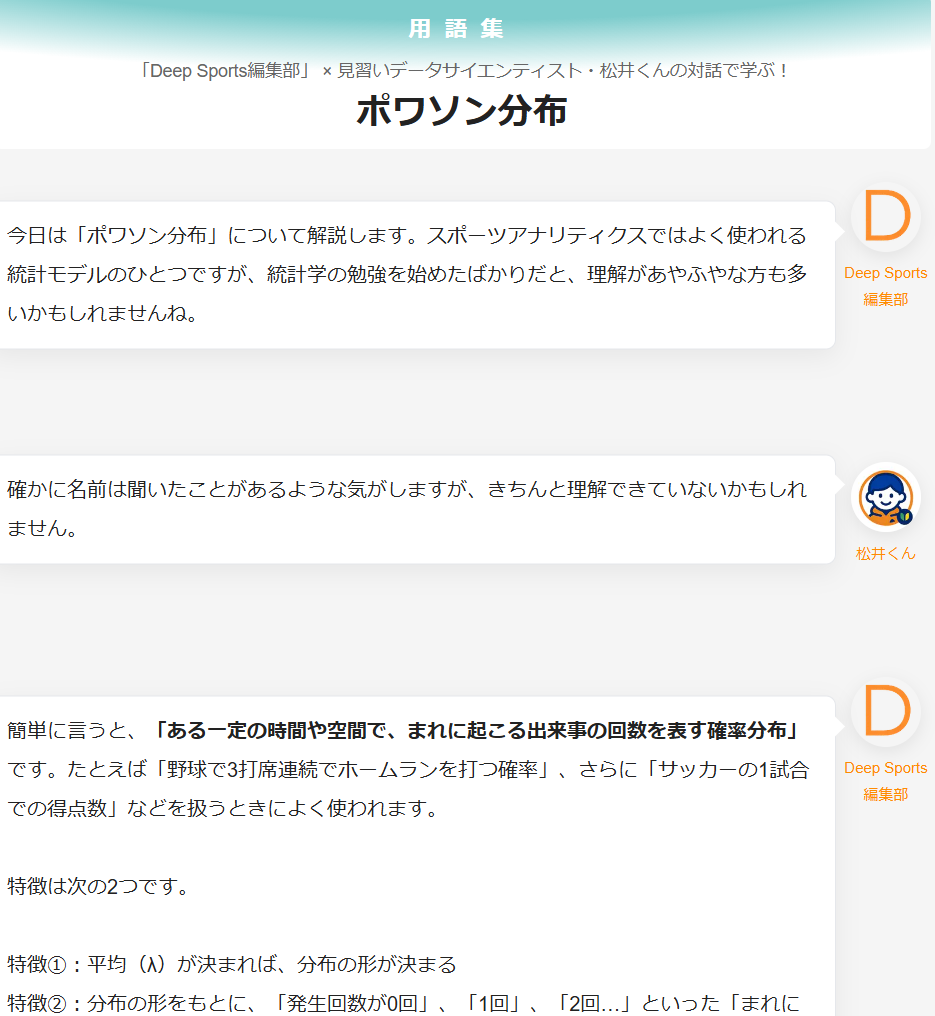 用語集
「Deep Sports編集部」 × 見習いデータサイエンティスト・松井くんの対話で学ぶ！
ポワソン分布
今日は「ポワソン分布」について解説します。スポーツアナリティクスではよく使われる
統計モデルのひとつですが、統計学の勉強を始めたばかりだと、理解があやふやな方も多
いかもしれませんね。
D
Deep Sports
編集部
確かに名前は聞いたことがあるような気がしますが、きちんと理解できていないかもしれ
ません。
松井くん
簡単に言うと、「ある一定の時間や空間で、まれに起こる出来事の回数を表す確率分布」
です。たとえば「野球で3打席連続でホームランを打つ確率」、さらに「サッカーの1試合
での得点数」などを扱うときによく使われます。
D
Deep Sports
編集部
特徴は次の2つです。
特徴①：平均（λ）が決まれば、分布の形が決まる
特徴②：分布の形をもとに、「発生回数が0回」、「1回」、「2回…」といった「まれに